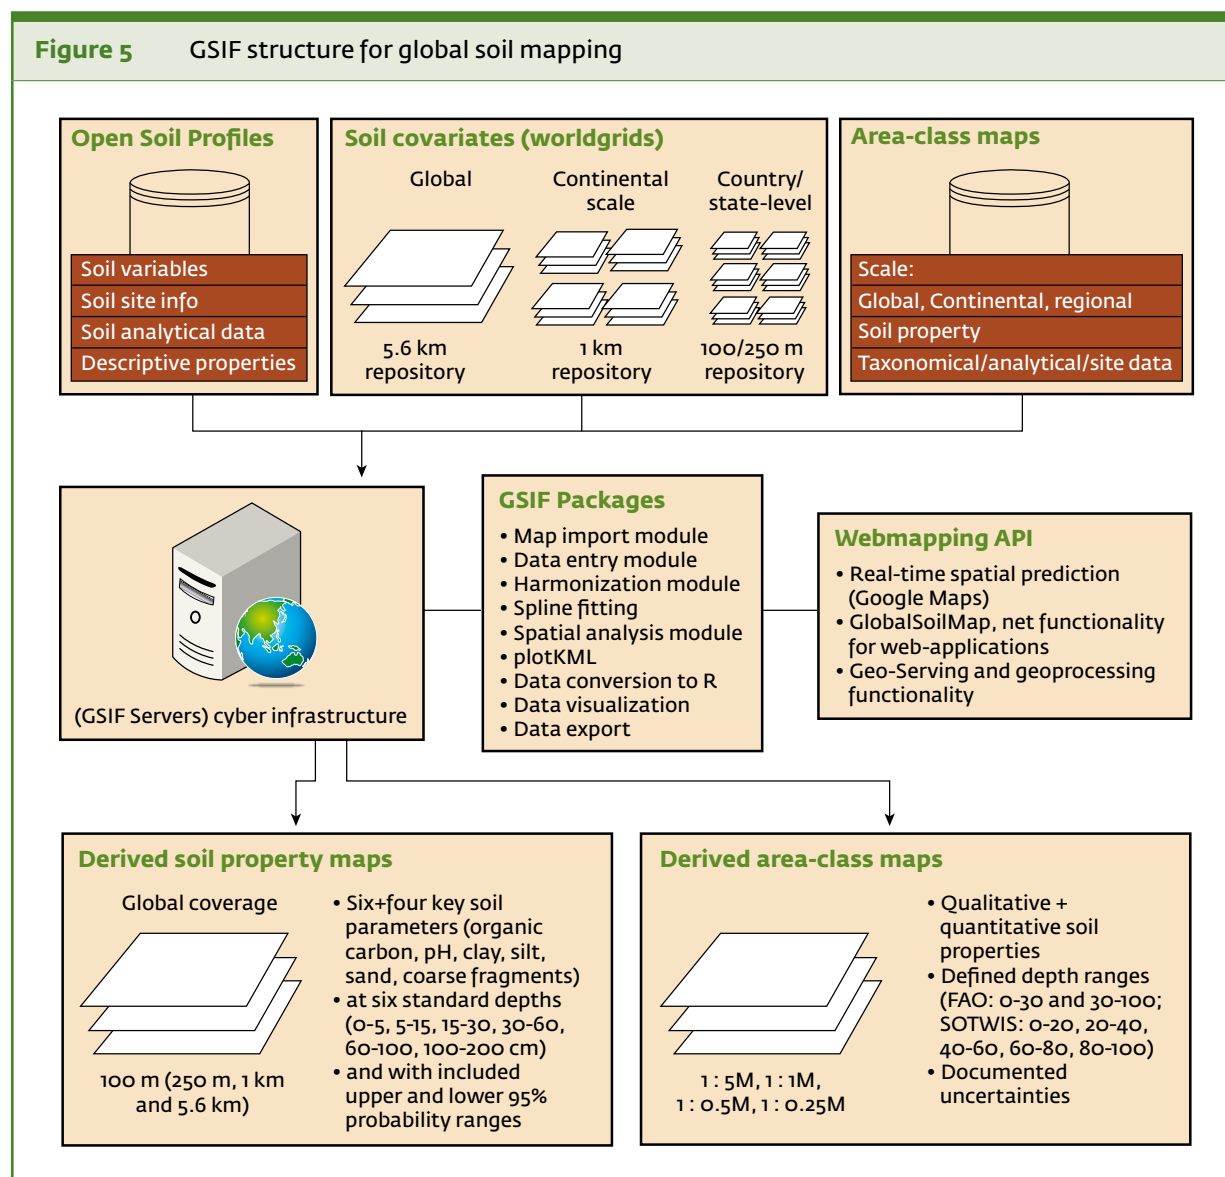 Figure 5 GSIF structure for global soil mapping
Open Soil Profiles
Soil variables
Soil site info
Soil analytical data
Descriptive properties
Soil covariates (worldgrids)
Global
5.6 km
repository
Continental
scale
1 km
repository
Country/
state-level
100/250 m
repository
Area-class maps
Scale:
Global, Continental, regional
Soil property
Taxonomical/analytical/site data
(GSIF Servers) cyber infrastructure
GSIF Packages
• Map import module
• Data entry module
• Harmonization module
• Spline fitting
• Spatial analysis module
• plotKML
• Data conversion to R
• Data visualization
• Data export
Webmapping API
• Real-time spatial prediction
(Google Maps)
• GlobalSoilMap, net functionality
for web-applications
• Geo-Serving and geoprocessing
functionality
Derived soil property maps
Global coverage
100 m (250 m, 1 km
and 5.6 km)
• Six+four key soil
parameters (organic
carbon, pH, clay, silt,
sand, coarse fragments)
• at six standard depths
(0-5, 5-15, 15-30, 30-60,
60-100, 100-200 cm)
• and with included
upper and lower 95%
probability ranges
Derived area-class maps
1 : 5M, 1 : 1M,
1 : 0.5M, 1 : 0.25M
• Qualitative +
quantitative soil
properties
• Defined depth ranges
(FAO: 0-30 and 30-100;
SOTWIS: 0-20, 20-40,
40-60, 60-80, 80-100)
• Documented
uncertainties